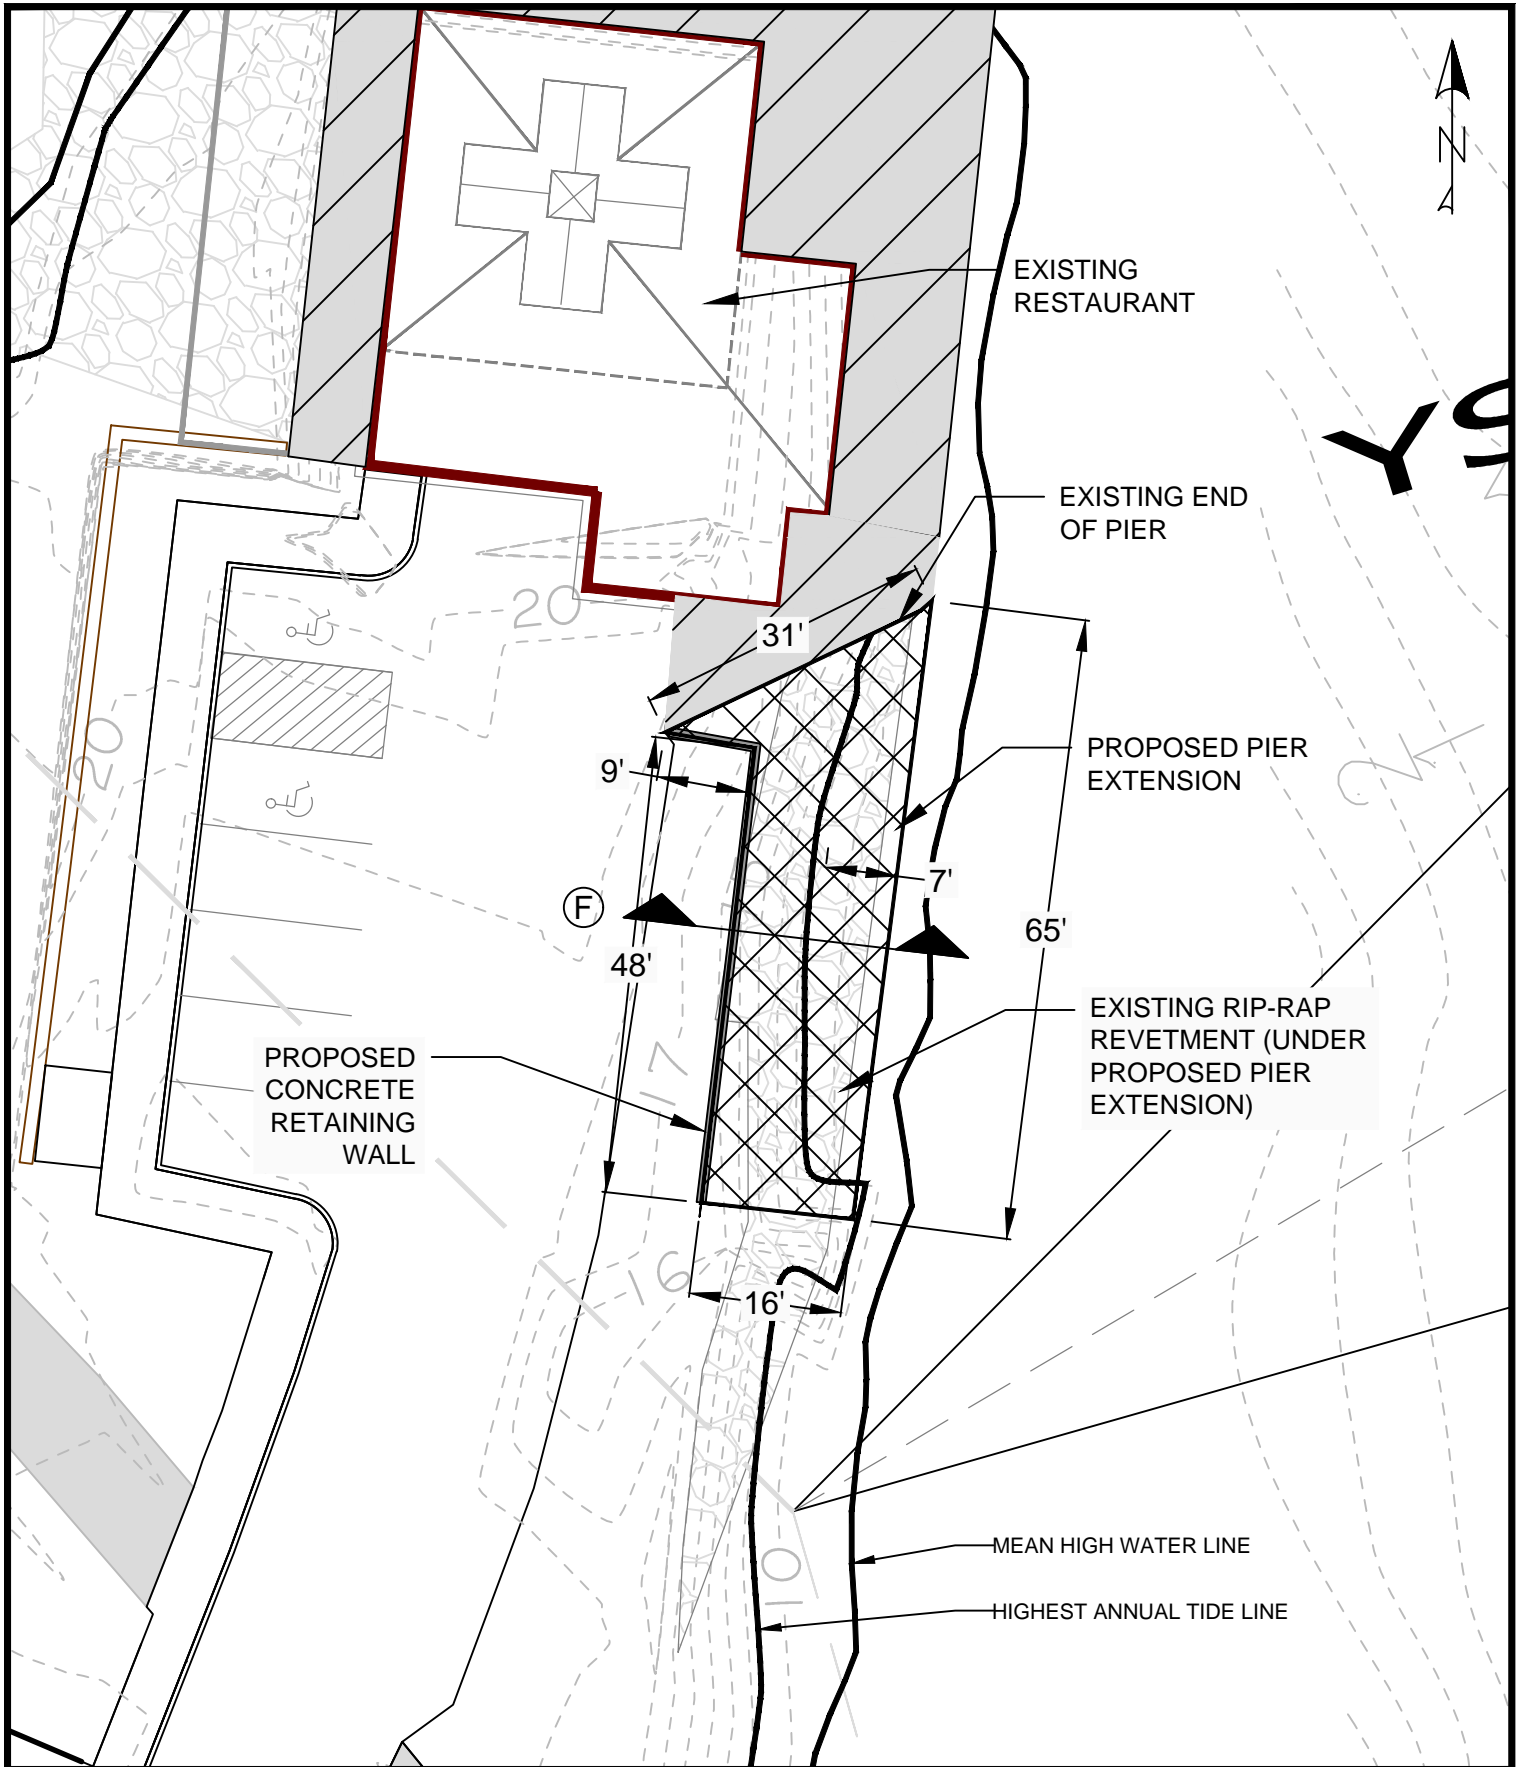 N
EXISTING
RESTAURANT
YS
EXISTING END
OF PIER
20
31'
20
PROPOSED PIER
EXTENSION
9'
7'
F
65'
48'
EXISTING RIP-RAP
REVETMENT (UNDER
PROPOSED PIER
EXTENSION)
PROPOSED
CONCRETE
RETAINING
WALL
17
16
16'
MEAN HIGH WATER LINE
10
HIGHEST ANNUAL TIDE LINE